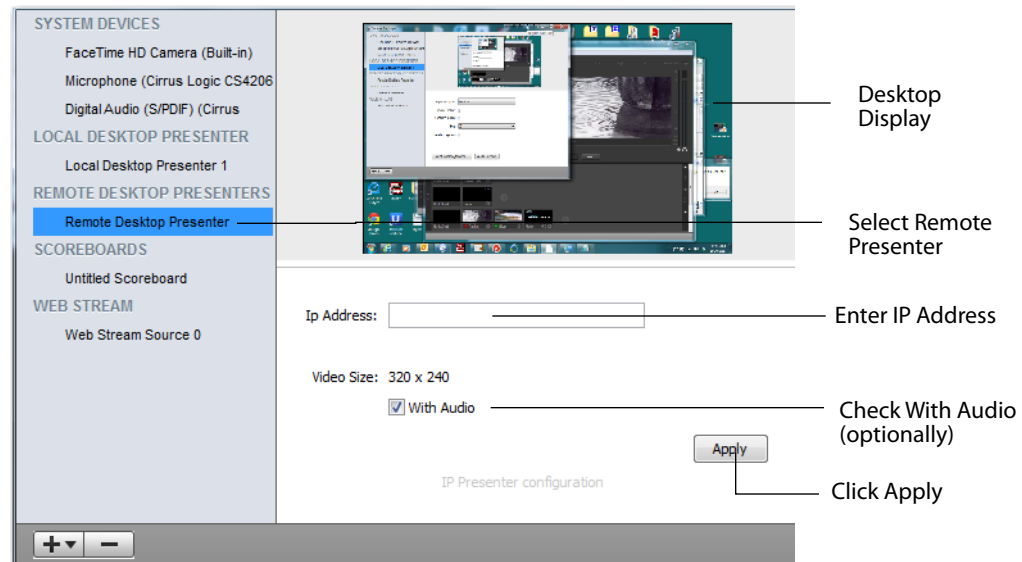 SYSTEM DEVICES
FaceTime HD Camera (Built-in)
Microphone (Cirrus Logic CS4206
Digital Audio (S/PDIF) (Cirrus
LOCAL DESKTOP PRESENTER
Local Desktop Presenter 1
REMOTE DESKTOP PRESENTERS
Remote Desktop Presenter
SCOREBOARDS
Untitled Scoreboard
WEB STREAM
Web Stream Source 0
Desktop
Display
Select Remote
Presenter
Ip Address:
Enter IP Address
Video Size: 320 x 240
With Audio
Check With Audio
(optionally)
Apply
IP Presenter configuration
Click Apply